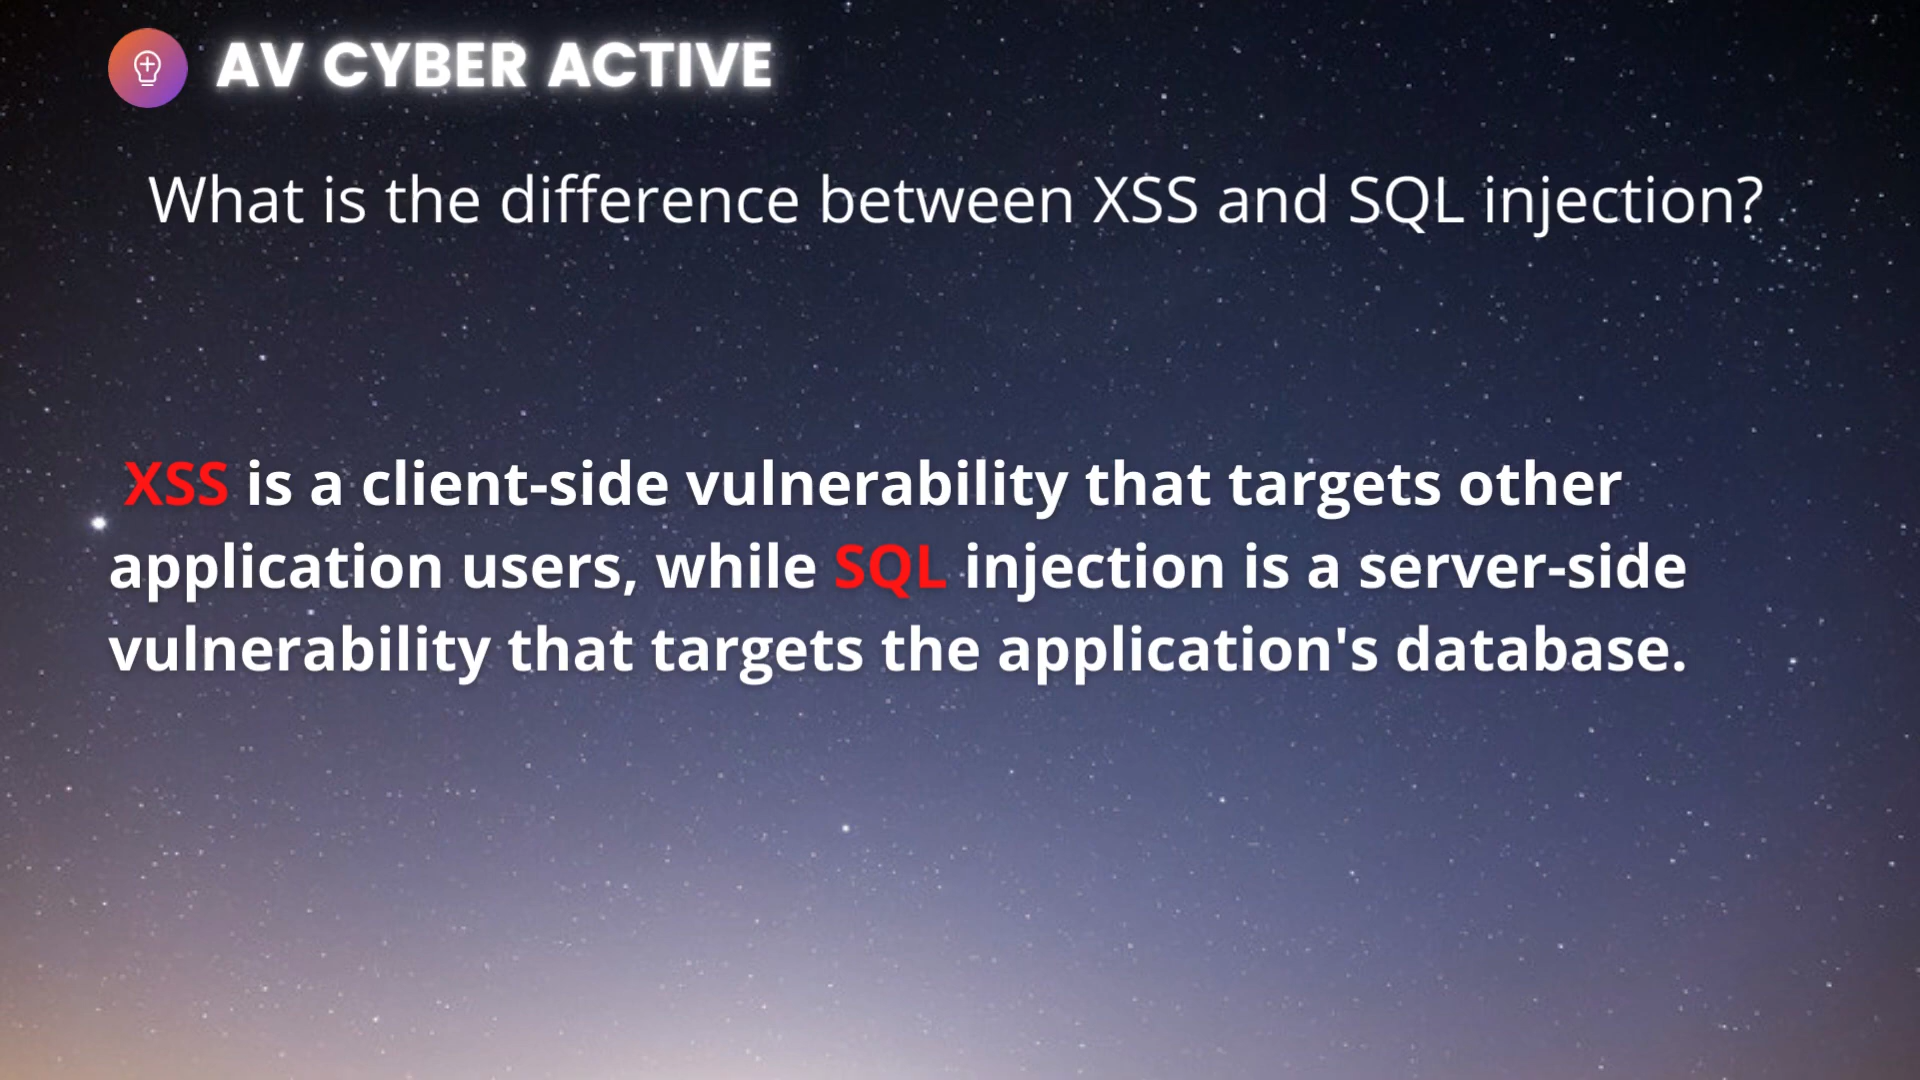 AV CYBER ACTIVE
What is the difference between XSS and SQL injection?
XSS is a client-side vulnerability that targets other
application users, while SQL injection is a server-side
vulnerability that targets the application's database.